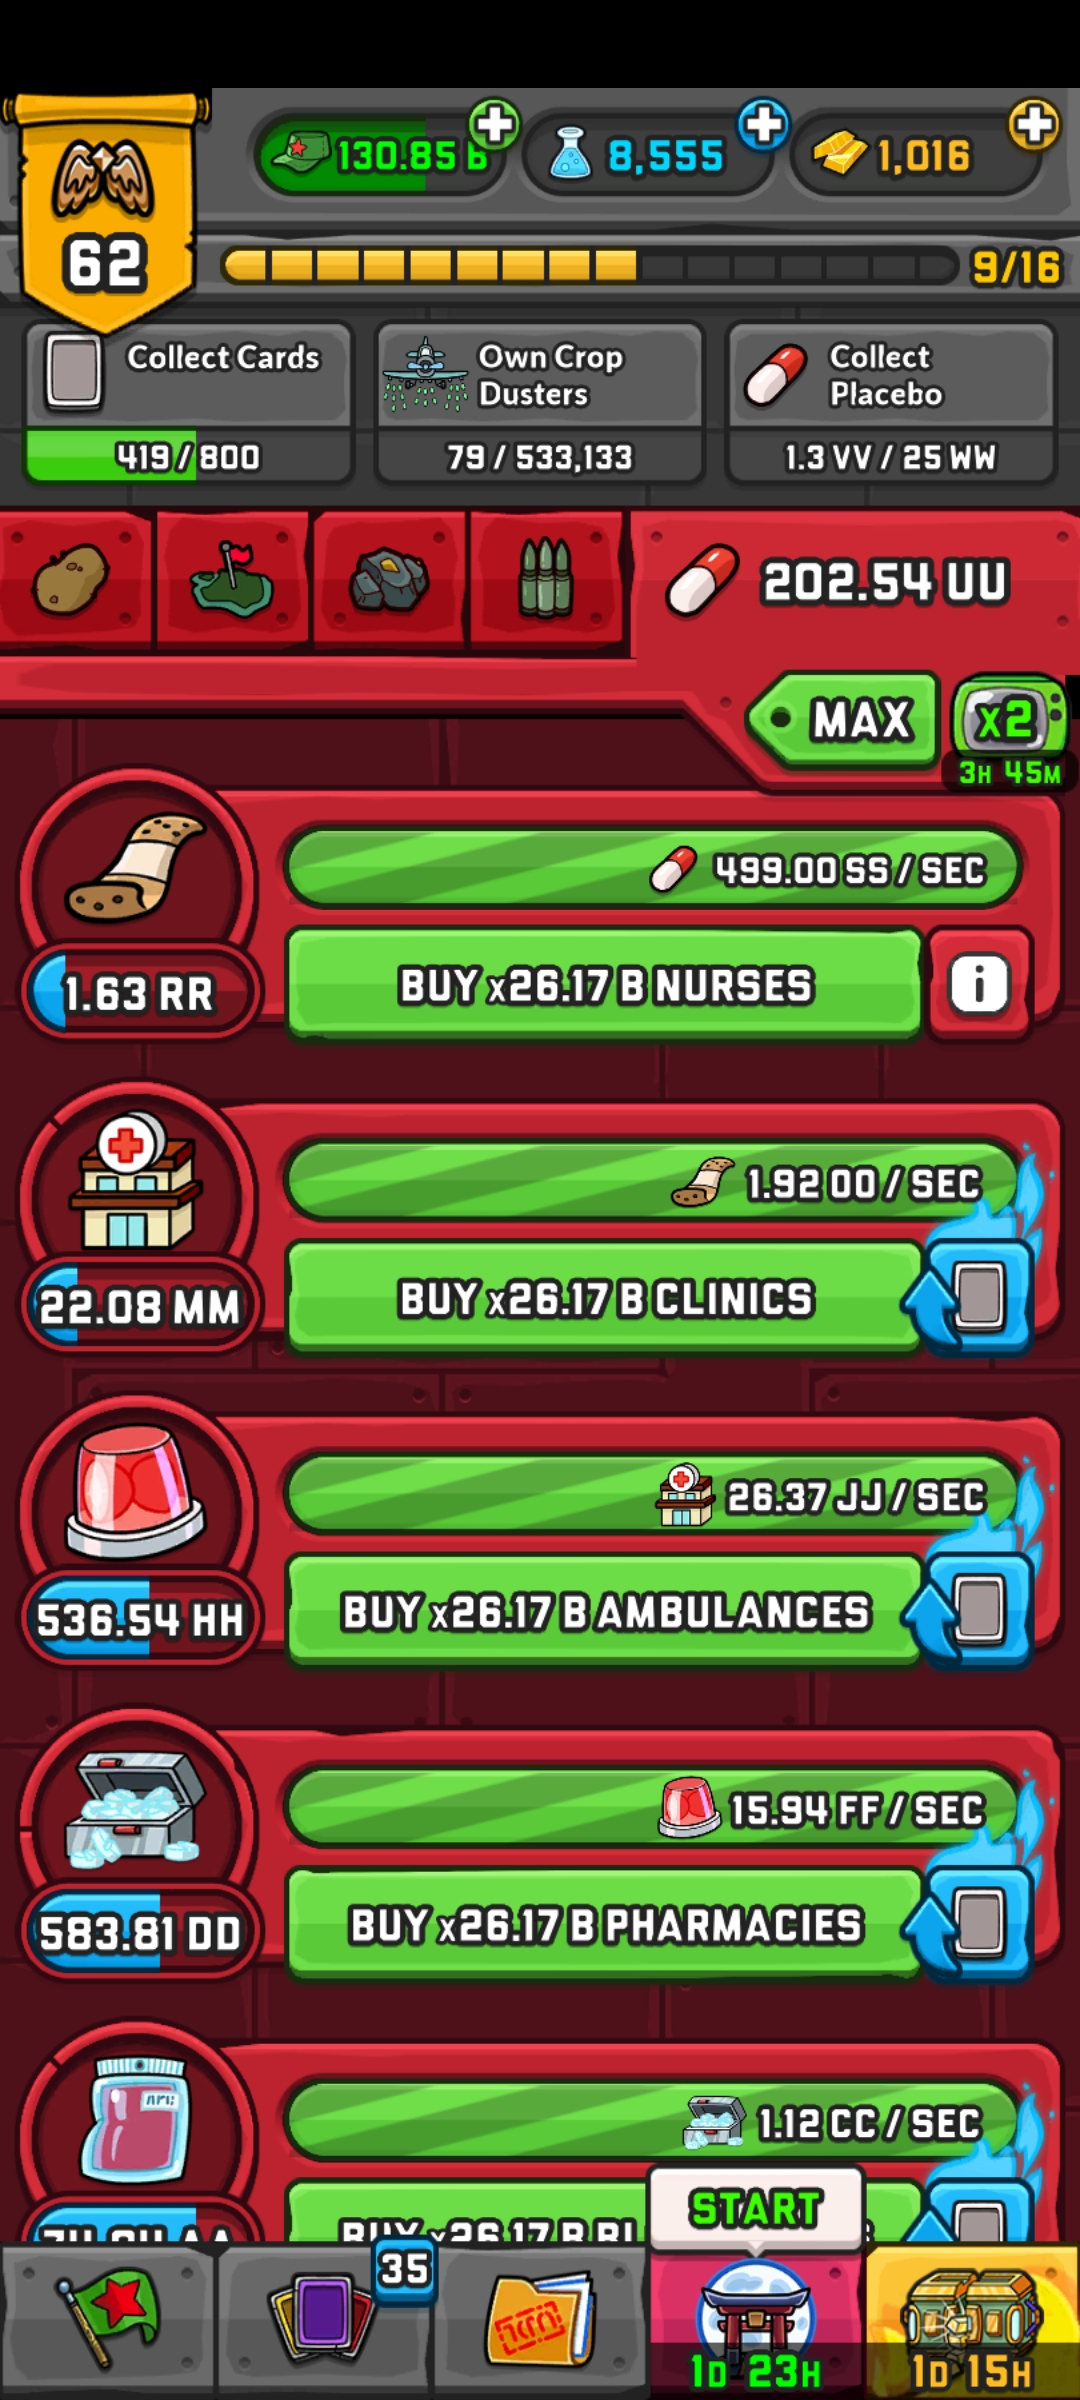 130.85 B
8,555
1,016
62
9/16
Collect Cards
419 / 800
Own Crop
Dusters
79 / 533,133
Collect
Placebo
1.3 VV / 25 WW
202.54 UU
MAX
x2
3H 45M
499.00 SS / SEC
1.63 RR
BUY x26.17 B NURSES
i
1.92 OO / SEC
22.08 MM
BUY x26.17 B CLINICS
26.37 JJ / SEC
536.54 HH
BUY x26.17 B AMBULANCES
15.94 FF / SEC
583.81 DD
BUY x26.17 B PHARMACIES
1.12 CC / SEC
BUY x26.17 B
START
35
1D 23H
1D 15H